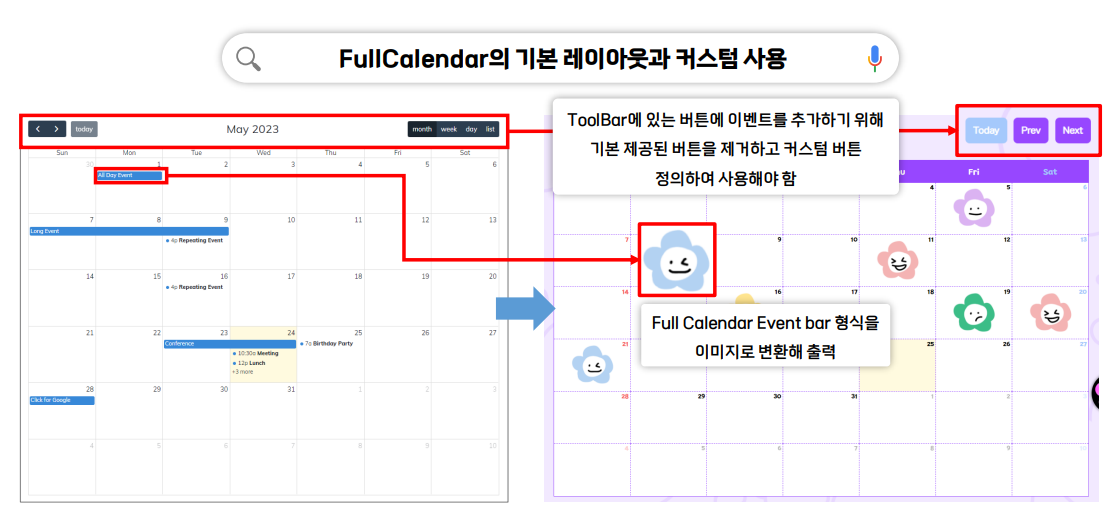 FullCalendar의 기본 레이아웃과 커스텀 사용
today
May 2023
month week day list
Sun Mon Tue Wed Thu Fri Sat
30 1 2 3 4 5 6
All Day Event
7 8 9 10 11 12 13
Long Event
4p Repeating Event
14 15 16 17 18 19 20
4p Repeating Event
21 22 23 24 25 26 27
Conference
7p Birthday Party
10:30a Meeting
12p Lunch
+3 more
28 29 30 31 1 2 3
Click for Google
4 5 6 7 8 9 10
ToolBar에 있는 버튼에 이벤트를 추가하기 위해
기본 제공된 버튼을 제거하고 커스텀 버튼
정의하여 사용해야 함
Today Prev Next
Fri Sat
4 5 6
7 9 10 11 12 13
14 16 17 18 19 20
Full Calendar Event bar 형식을
이미지로 변환해 출력
21 25 26 27
28 29 30 31 1 2
4 5 6 7 8 9 10